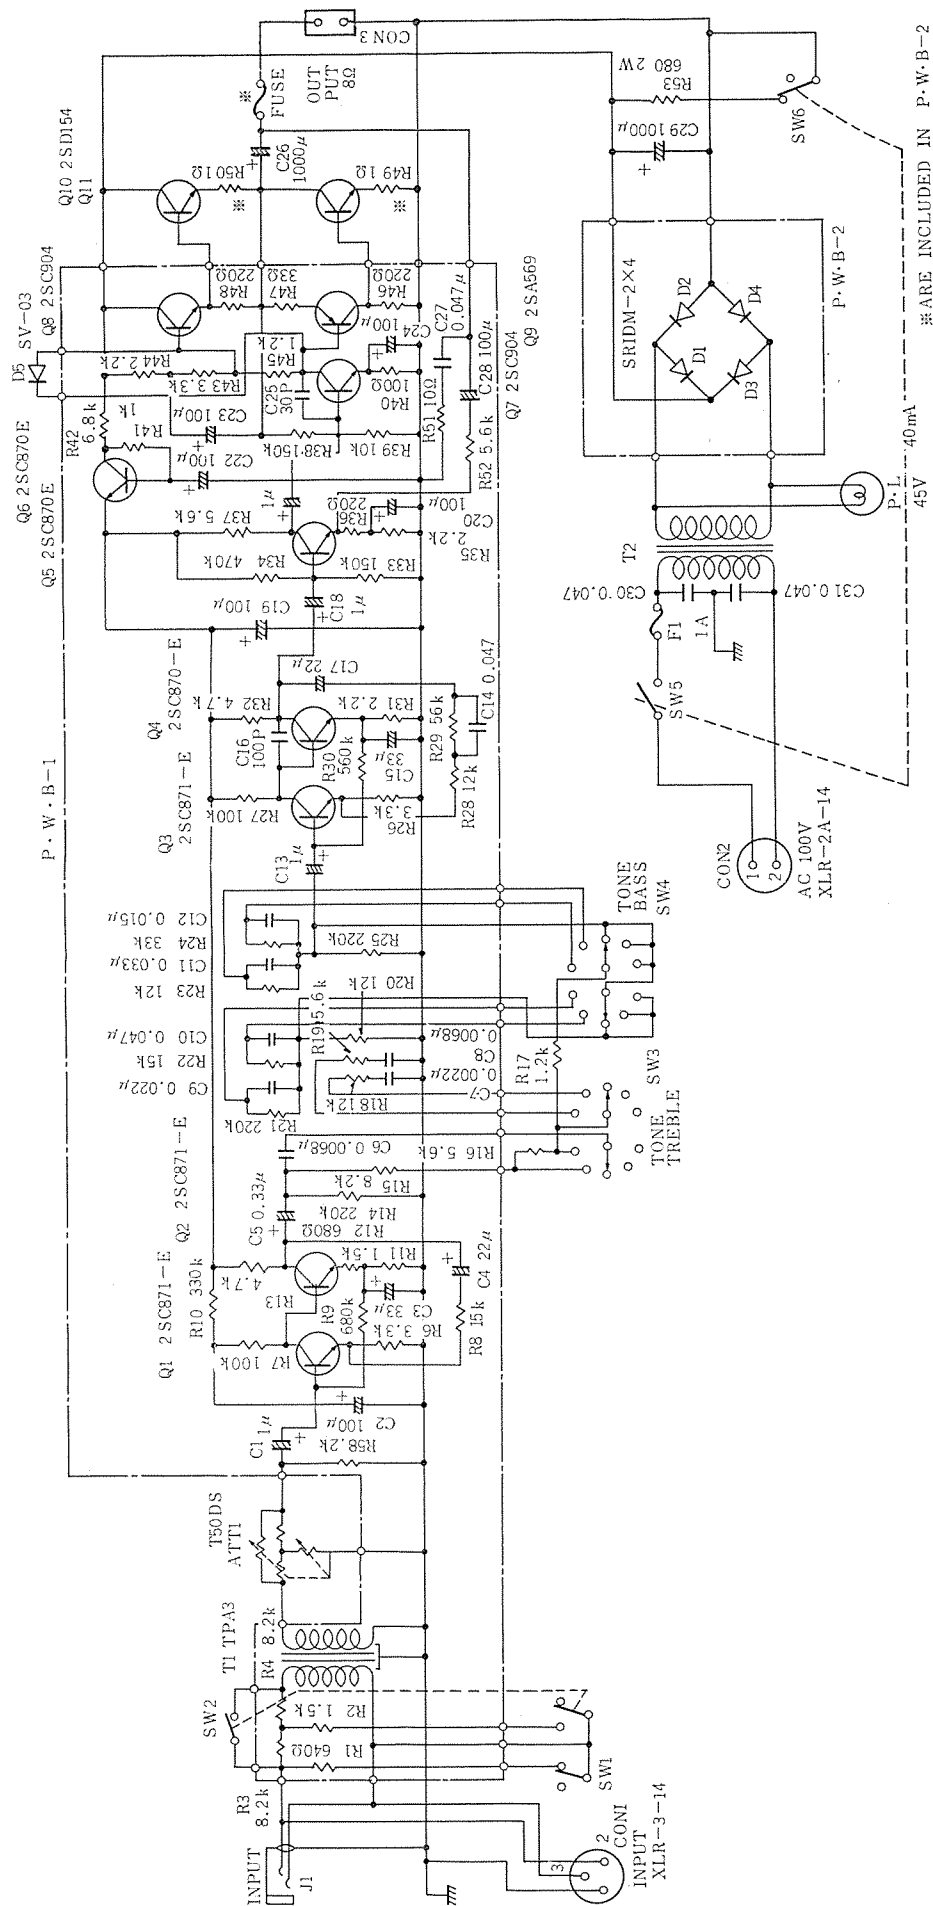 P・W・B-1
INPUT
J1
CON1
INPUT
XLR-3-14
2
3
R3
8.2k
SW2
R1 640Ω
R2 1.5k
SW1
R4 8.2k
T1 TPA3
T50DS
ATT1
R5 8.2k
C1 1μ
+
C2 100μ
+
Q1 2SC871-E
R7 100k
R10 330k
R9
680k
R6 3.3k
C3 33μ
+
R8 15k
C4 22μ
+
Q2 2SC871-E
R13
4.7k
R11 1.5k
R12 680Ω
C5 0.33μ
+
R14 220k
R15 8.2k
C6 0.0068μ
R16 5.6k
TONE
TREBLE
SW3
R17
1.2k
R21 220k
C9 0.022μ
R22 15k
C10 0.047μ
R18 12k
C7
0.0022μ
C8
0.0068μ
R19 5.6k
R20 12k
R23 12k
C11 0.033μ
R24 33k
C12 0.015μ
R25 220k
TONE
BASS
SW4
C13
1μ
+
Q3
2SC871-E
R27 100k
R26
3.3k
R28 12k
R29 56k
C14 0.047
Q4
2SC870-E
C16
100P
R32 4.7k
R30
560k
C15
33μ
+
R31 2.2k
C17 22μ
+
C18
1μ
+
C19 100μ
+
Q5 2SC870E
R34
470k
R33 150k
R37 5.6k
R36
220Ω
R35
2.2k
C20
100μ
+
1μ
+
Q6 2SC870E
R42
6.8k
R41
1k
C22 100μ
+
C23 100μ
+
R38 150k
R39 10k
R51 10Ω
R52 5.6k
D5
SV-03
R44 2.2k
R43 3.3k
R45
1.2k
C25
30P
R40
100Ω
C24
100μ
+
Q7 2SC904
Q8 2SC904
Q9 2SA569
R48
220Ω
R47
33Ω
R46
220Ω
C27
0.047μ
C28 100μ
Q10 2SD154
Q11
R50 1Ω
※
R49 1Ω
※
C26
1000μ
+
※
FUSE
OUT
PUT
8Ω
CON3
CON2
1
2
AC 100V
XLR-2A-14
SW5
F1
1A
C30 0.047
C31 0.047
T2
P.L
45V 40mA
SRIDM-2×4
D1
D2
D3
D4
P・W・B-2
C29 1000μ
+
R53
680 2W
SW6
※ARE INCLUDED IN P・W・B-2